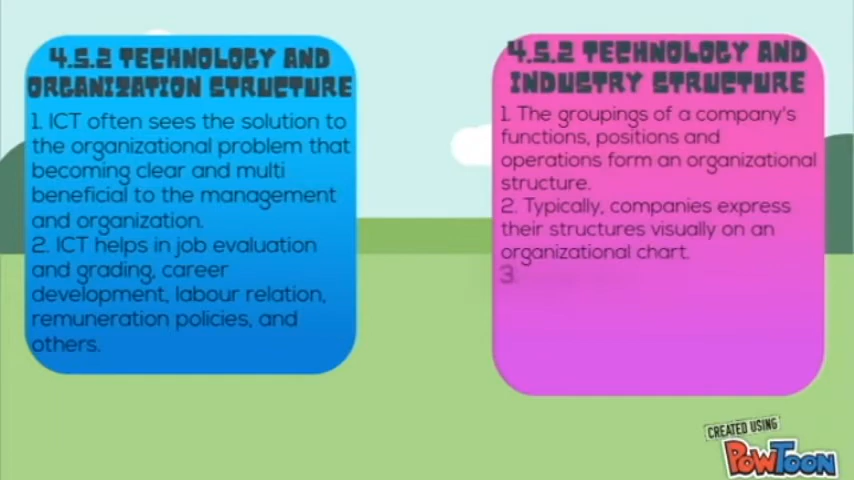 4.5.2 TECHNOLOGY AND
ORGANIZATION STRUCTURE
1. ICT often sees the solution to
the organizational problem that
becoming clear and multi
beneficial to the management
and organization.
2. ICT helps in job evaluation
and grading, career
development, labour relation,
remuneration policies, and
others.
4.5.2 TECHNOLOGY AND
INDUSTRY STRUCTURE
1. The groupings of a company's
functions, positions and
operations form an organizational
structure.
2. Typically, companies express
their structures visually on an
organizational chart.
3
CREATED USING
POWTOON